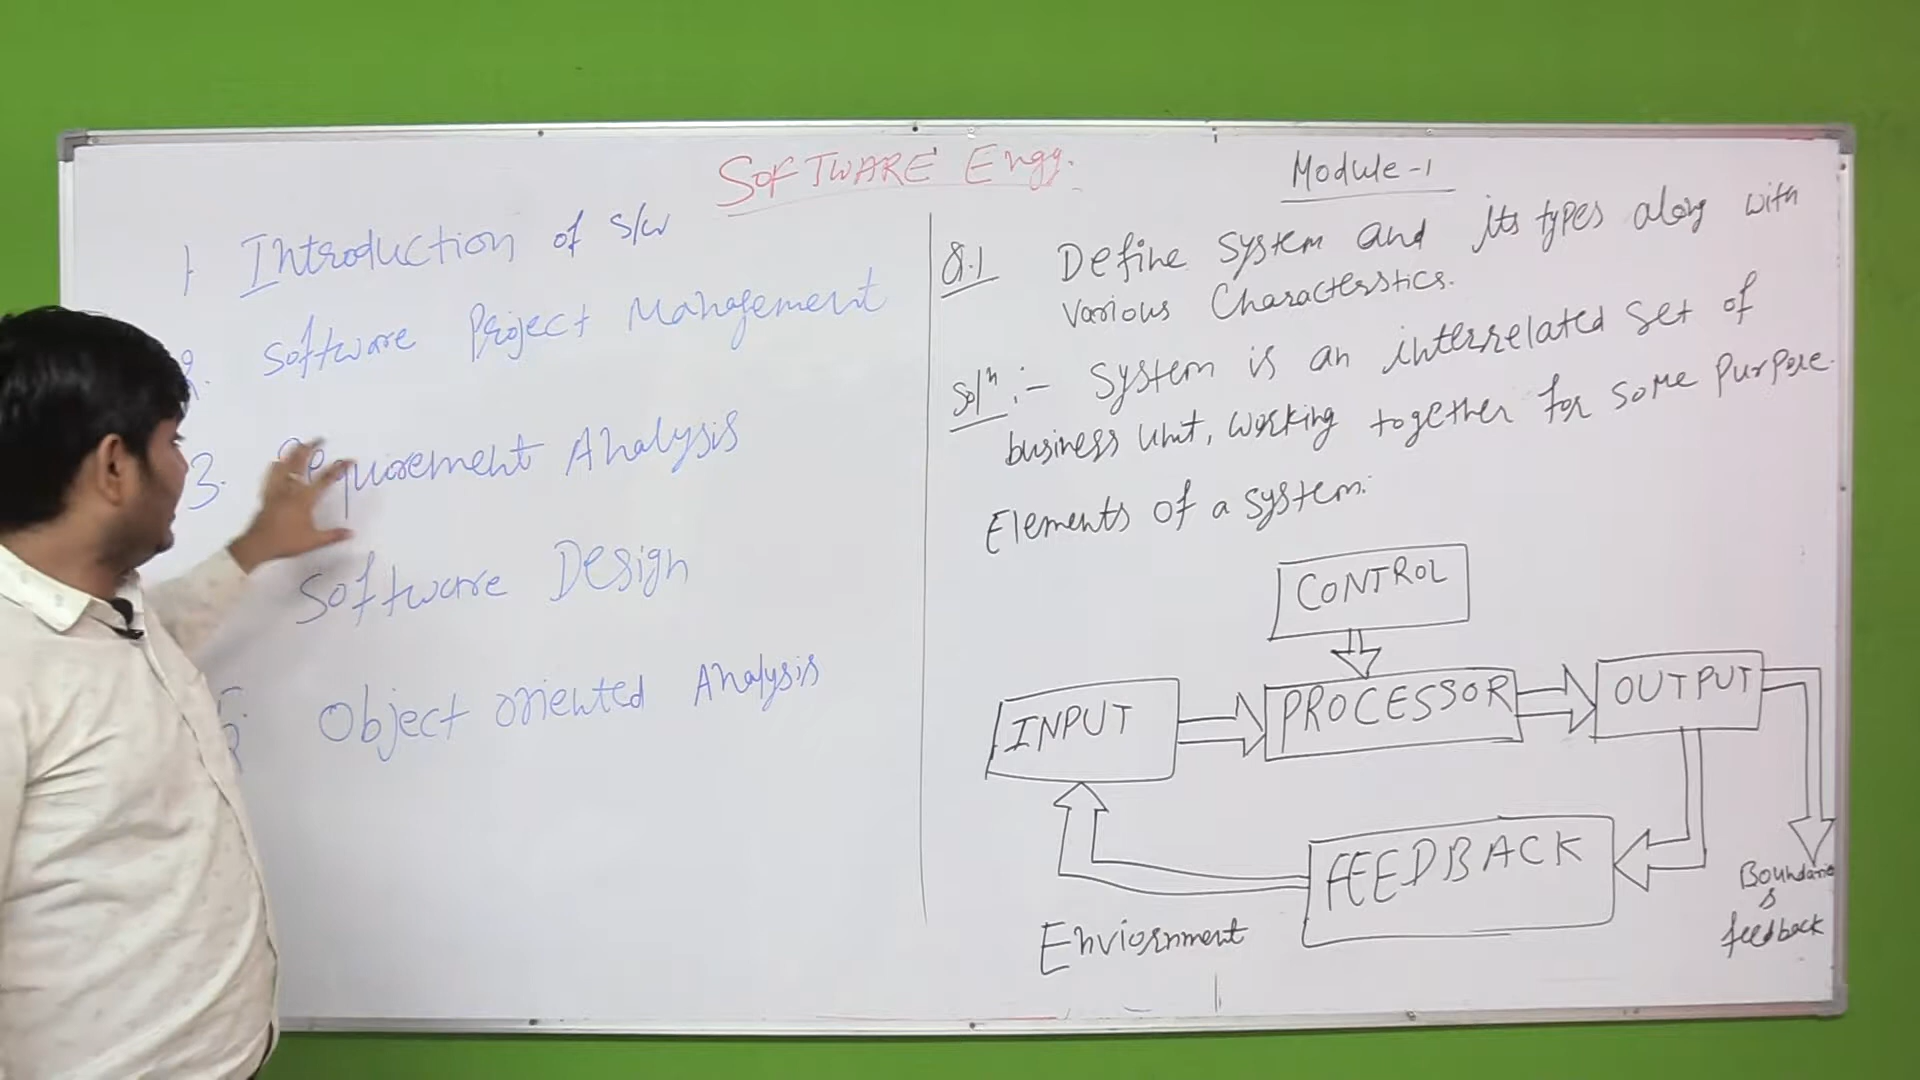 SOFTWARE Engg.
1 Introduction of S/W
2. Software Project Management
3. Requirement Analysis
Software Design
5. Object oriented Analysis
Module-1
Q.1 Define System and its types along with
Various Characterstics.
Solⁿ :- System is an interrelated set of
business unit, working together for some purpose.
Elements of a system:
CONTROL
INPUT
PROCESSOR
OUTPUT
FEEDBACK
Enviornment
Boundaries
feedback